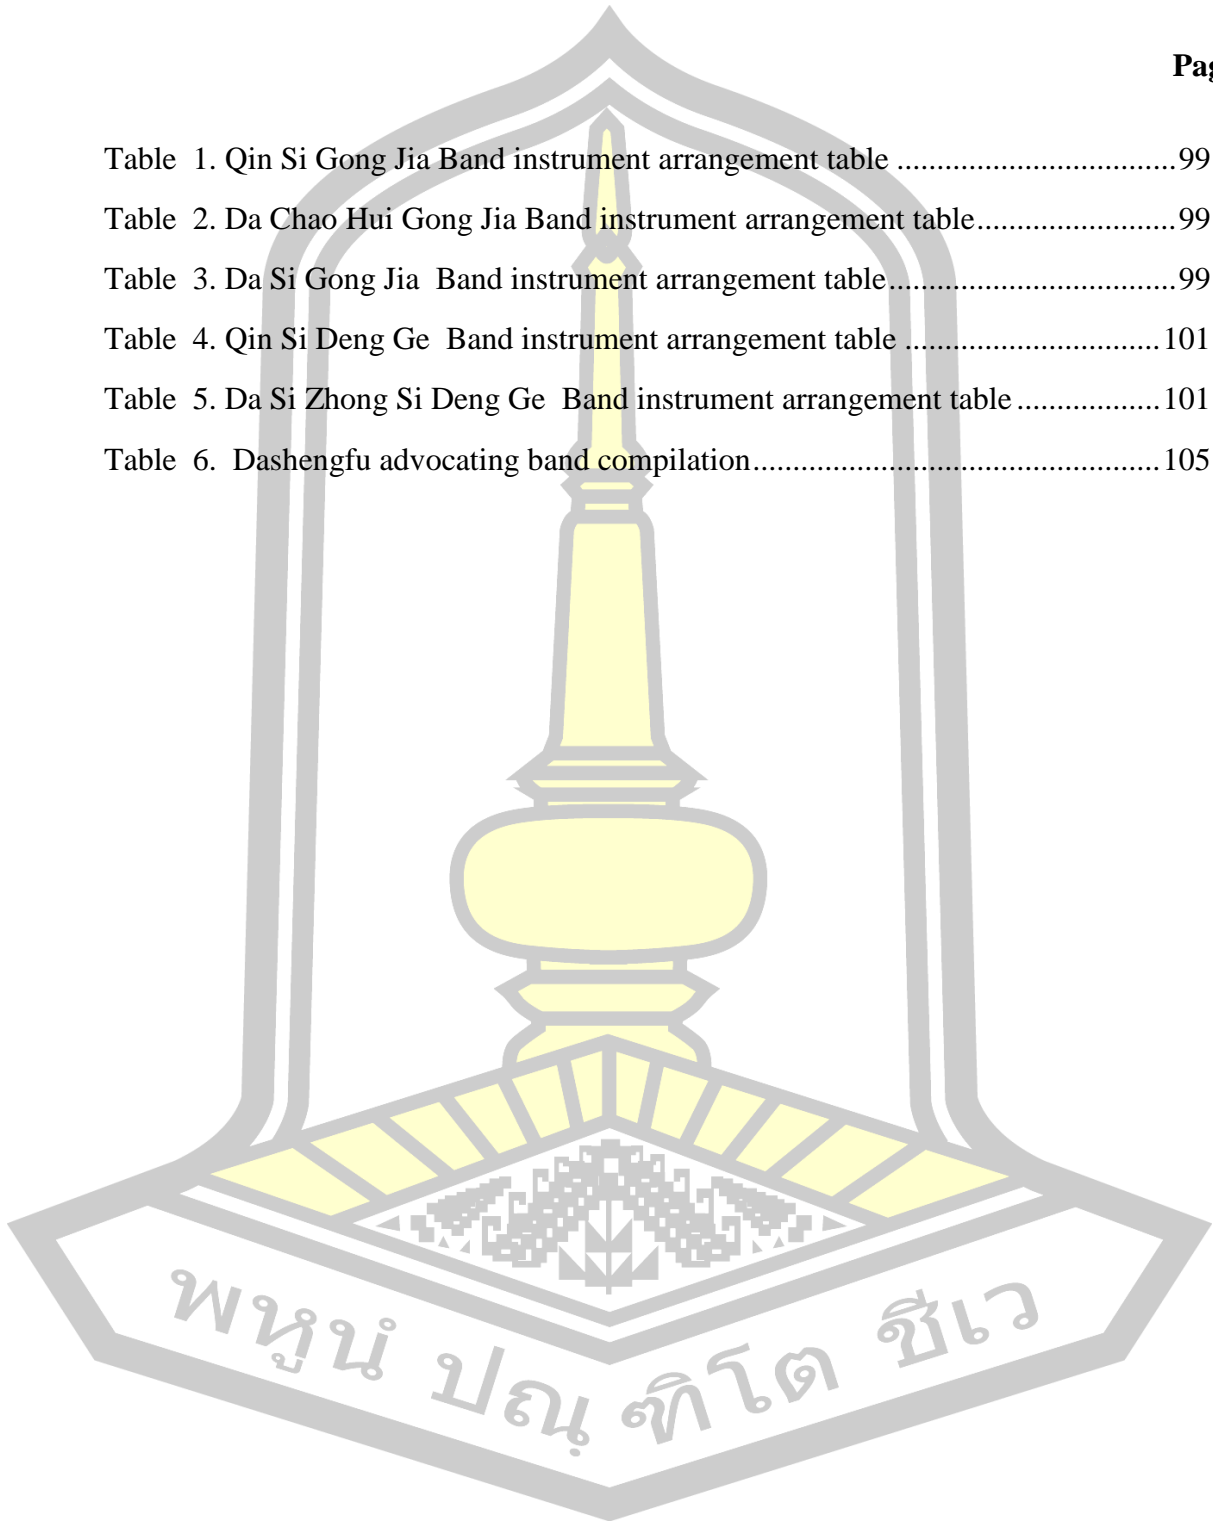 Pag
Table 1. Qin Si Gong Jia Band instrument arrangement table ............................ 99
Table 2. Da Chao Hui Gong Jia Band instrument arrangement table .................... 99
Table 3. Da Si Gong Jia Band instrument arrangement table ............................. 99
Table 4. Qin Si Deng Ge Band instrument arrangement table ......................... 101
Table 5. Da Si Zhong Si Deng Ge Band instrument arrangement table .............. 101
Table 6. Dashengfu advocating band compilation ....................................... 105
พหูนํ ปณฺฑิโต ชีเว